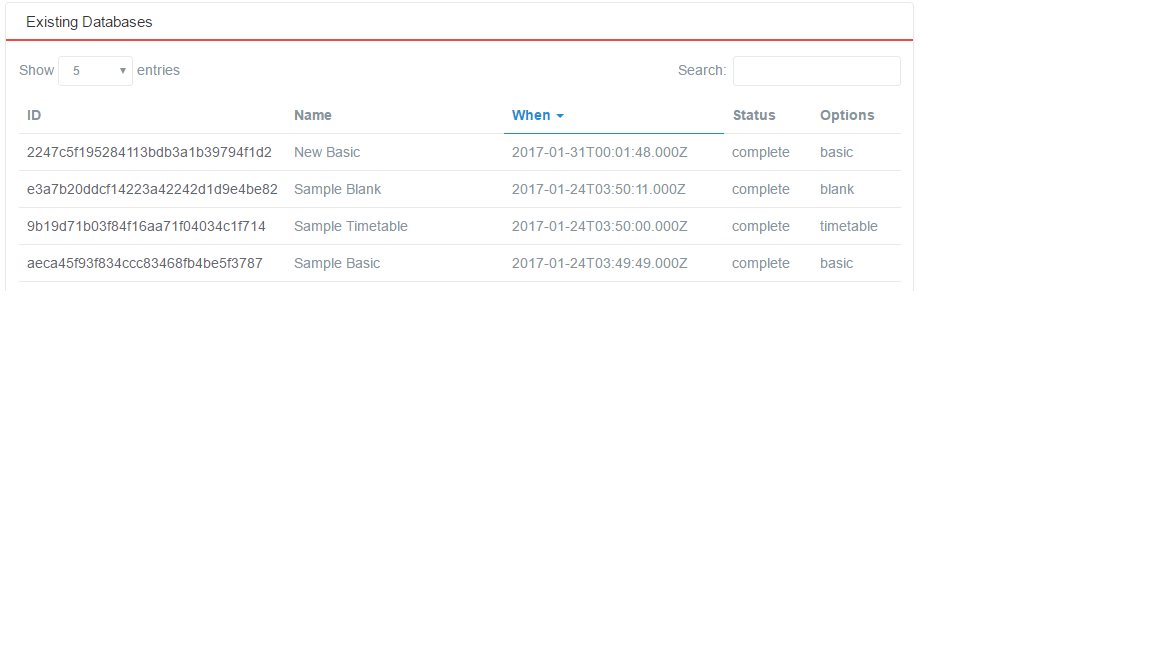 Existing Databases
Show 5 entries Search:
ID Name When Status Options
2247c5f195284113bdb3a1b39794f1d2 New Basic 2017-01-31T00:01:48.000Z complete basic
e3a7b20ddcf14223a42242d1d9e4be82 Sample Blank 2017-01-24T03:50:11.000Z complete blank
9b19d71b03f84f16aa71f04034c1f714 Sample Timetable 2017-01-24T03:50:00.000Z complete timetable
aeca45f93f834ccc83468fb4be5f3787 Sample Basic 2017-01-24T03:49:49.000Z complete basic